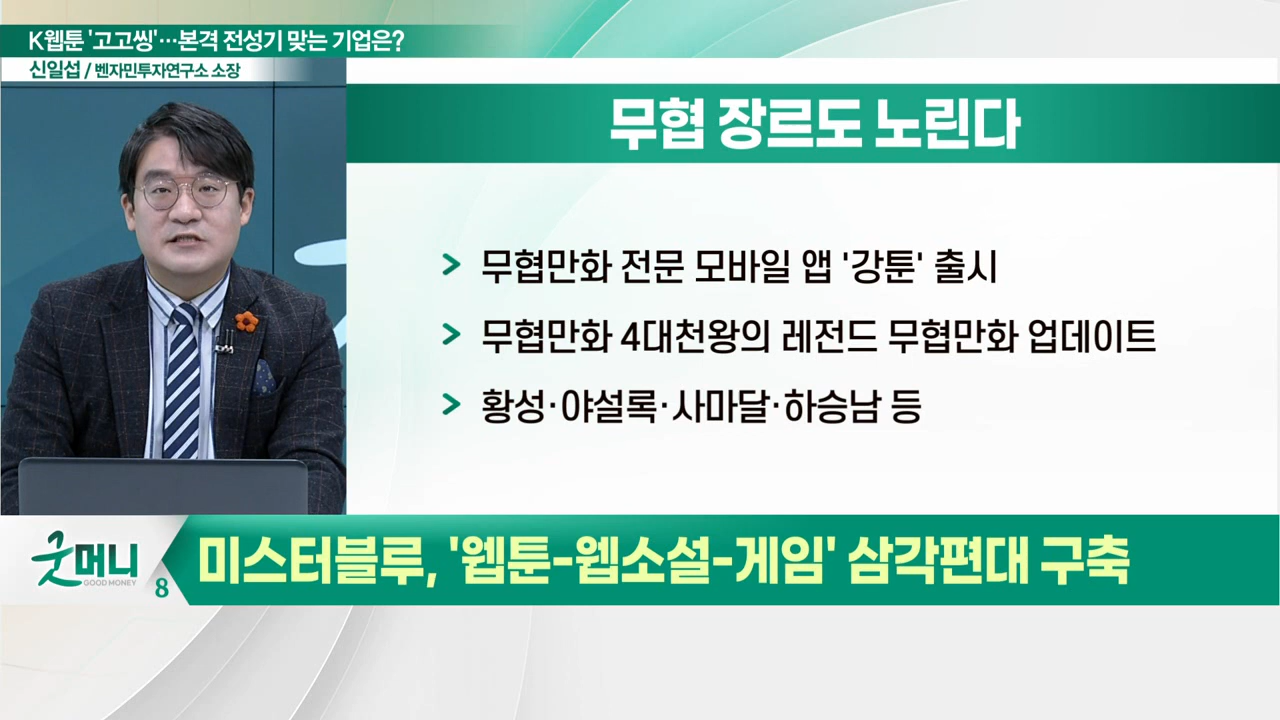 K웹툰 '고고씽'…본격 전성기 맞는 기업은?
신일섭 / 벤자민투자연구소 소장
무협 장르도 노린다
> 무협만화 전문 모바일 앱 '강툰' 출시
> 무협만화 4대천왕의 레전드 무협만화 업데이트
> 황성·야설록·사마달·하승남 등
굿머니
GOOD MONEY
8
미스터블루, '웹툰-웹소설-게임' 삼각편대 구축